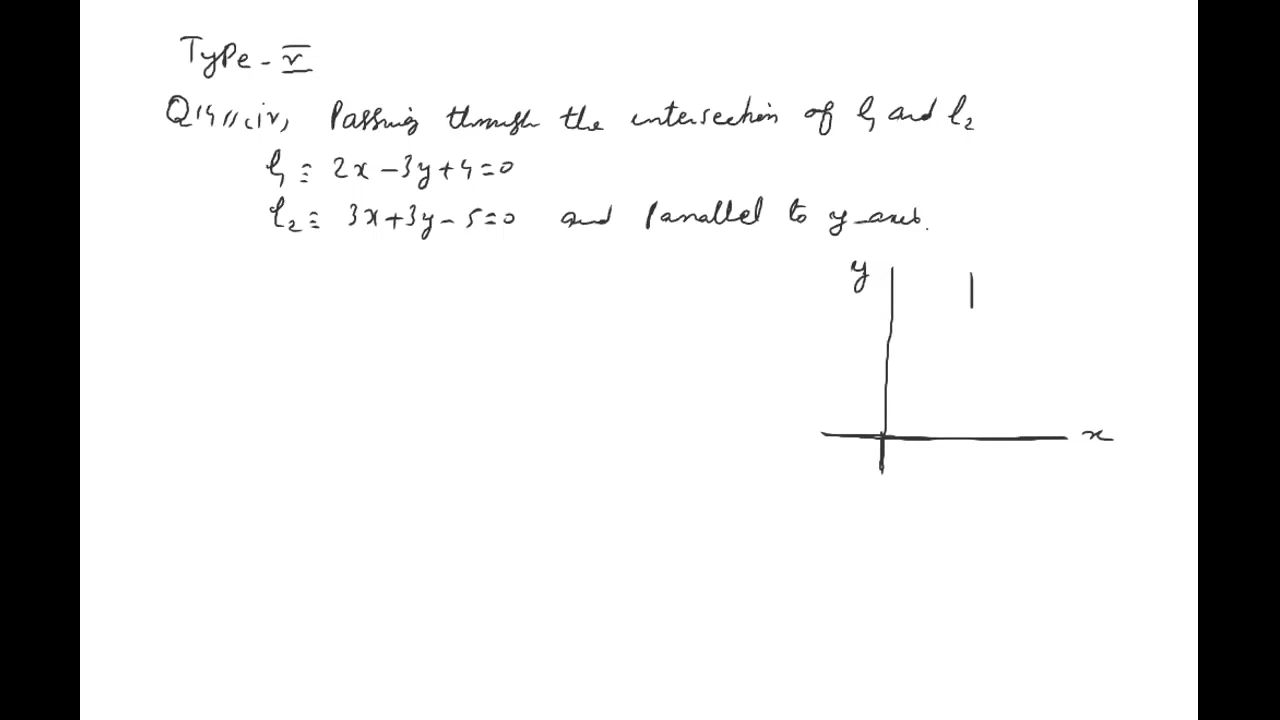 Type - V
Q14 // (iv) Passing through the intersection of l1 and l2
l1 ≡ 2x - 3y + 4 = 0
l2 ≡ 3x + 3y - 5 = 0 and parallel to y-axis.
y
x